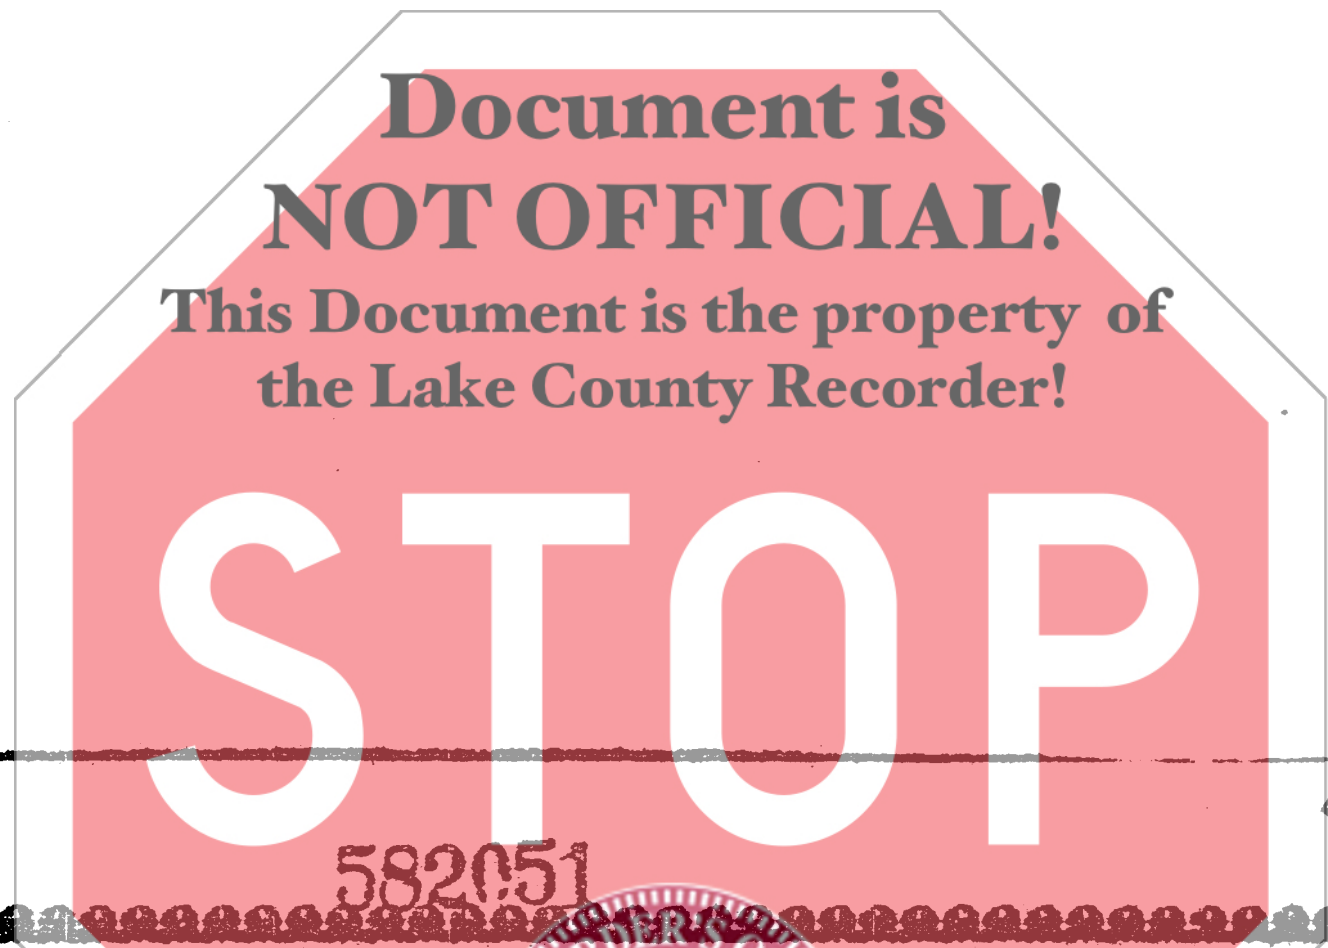 Document is
NOT OFFICIAL!
This Document is the property of
the Lake County Recorder!
STOP
582051